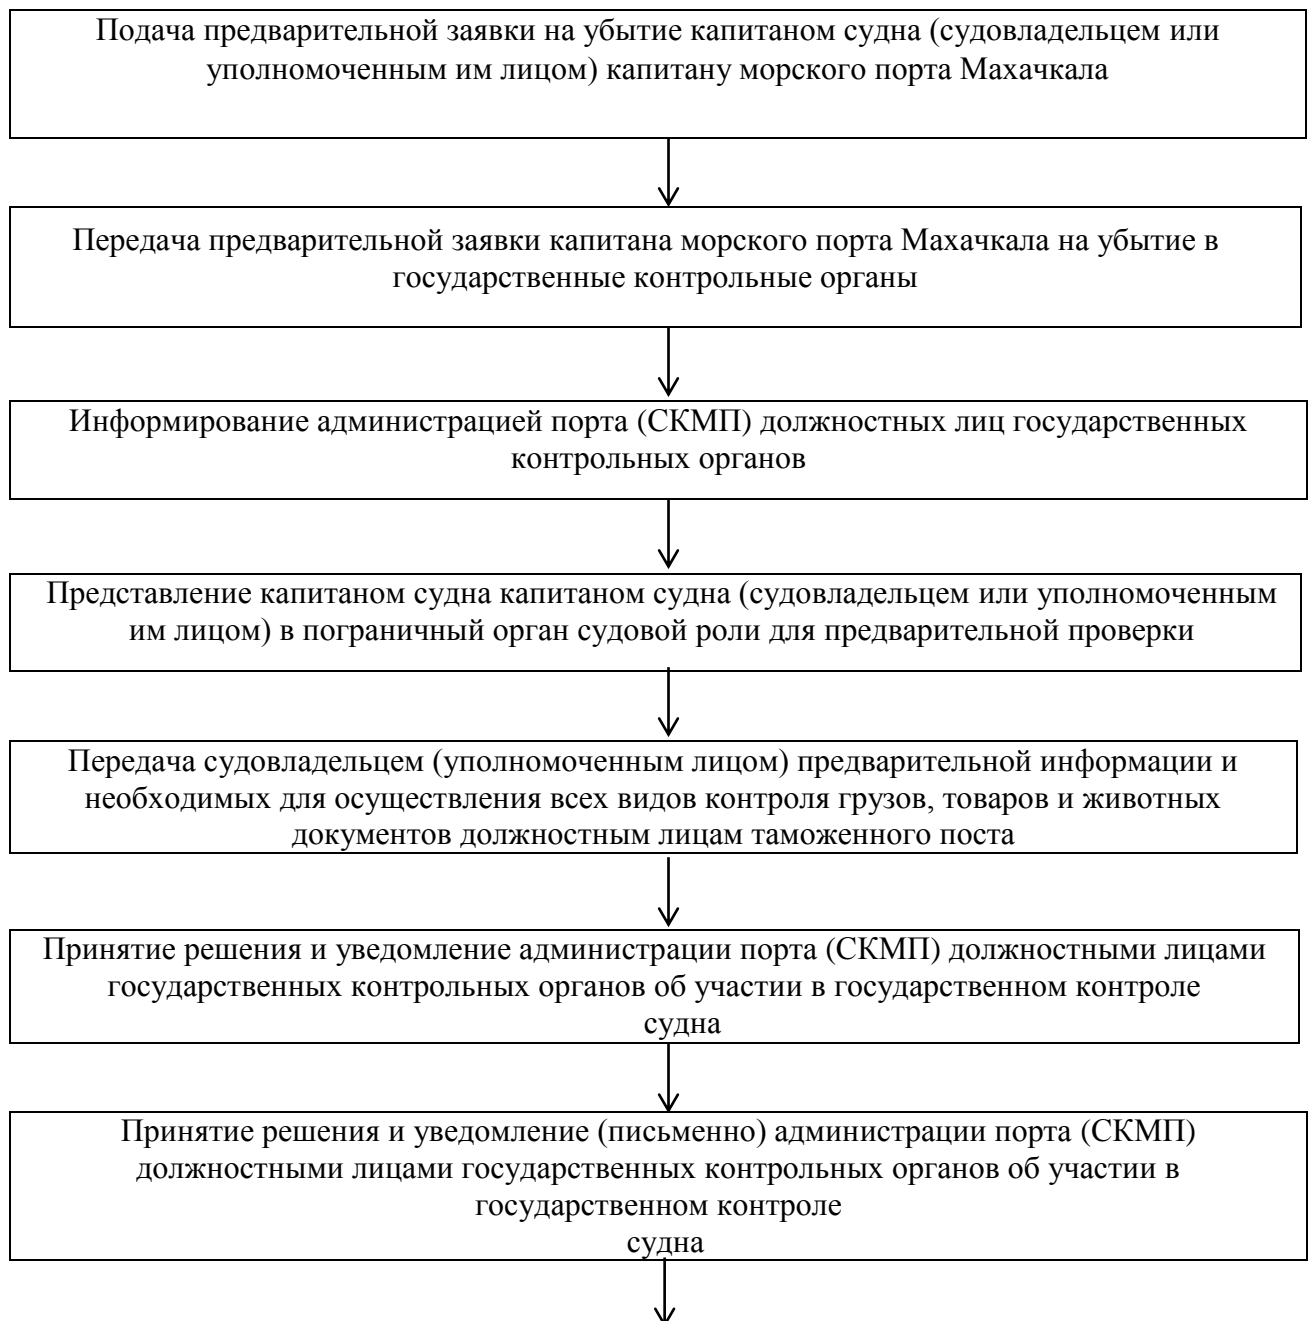 Подача предварительной заявки на убытие капитаном судна (судовладельцем или
уполномоченным им лицом) капитану морского порта Махачкала
Передача предварительной заявки капитана морского порта Махачкала на убытие в
государственные контрольные органы
Информирование администрацией порта (СКМП) должностных лиц государственных
контрольных органов
Представление капитаном судна капитаном судна (судовладельцем или уполномоченным
им лицом) в пограничный орган судовой роли для предварительной проверки
Передача судовладельцем (уполномоченным лицом) предварительной информации и
необходимых для осуществления всех видов контроля грузов, товаров и животных
документов должностным лицам таможенного поста
Принятие решения и уведомление администрации порта (СКМП) должностными лицами
государственных контрольных органов об участии в государственном контроле
судна
Принятие решения и уведомление (письменно) администрации порта (СКМП)
должностными лицами государственных контрольных органов об участии в
государственном контроле
судна